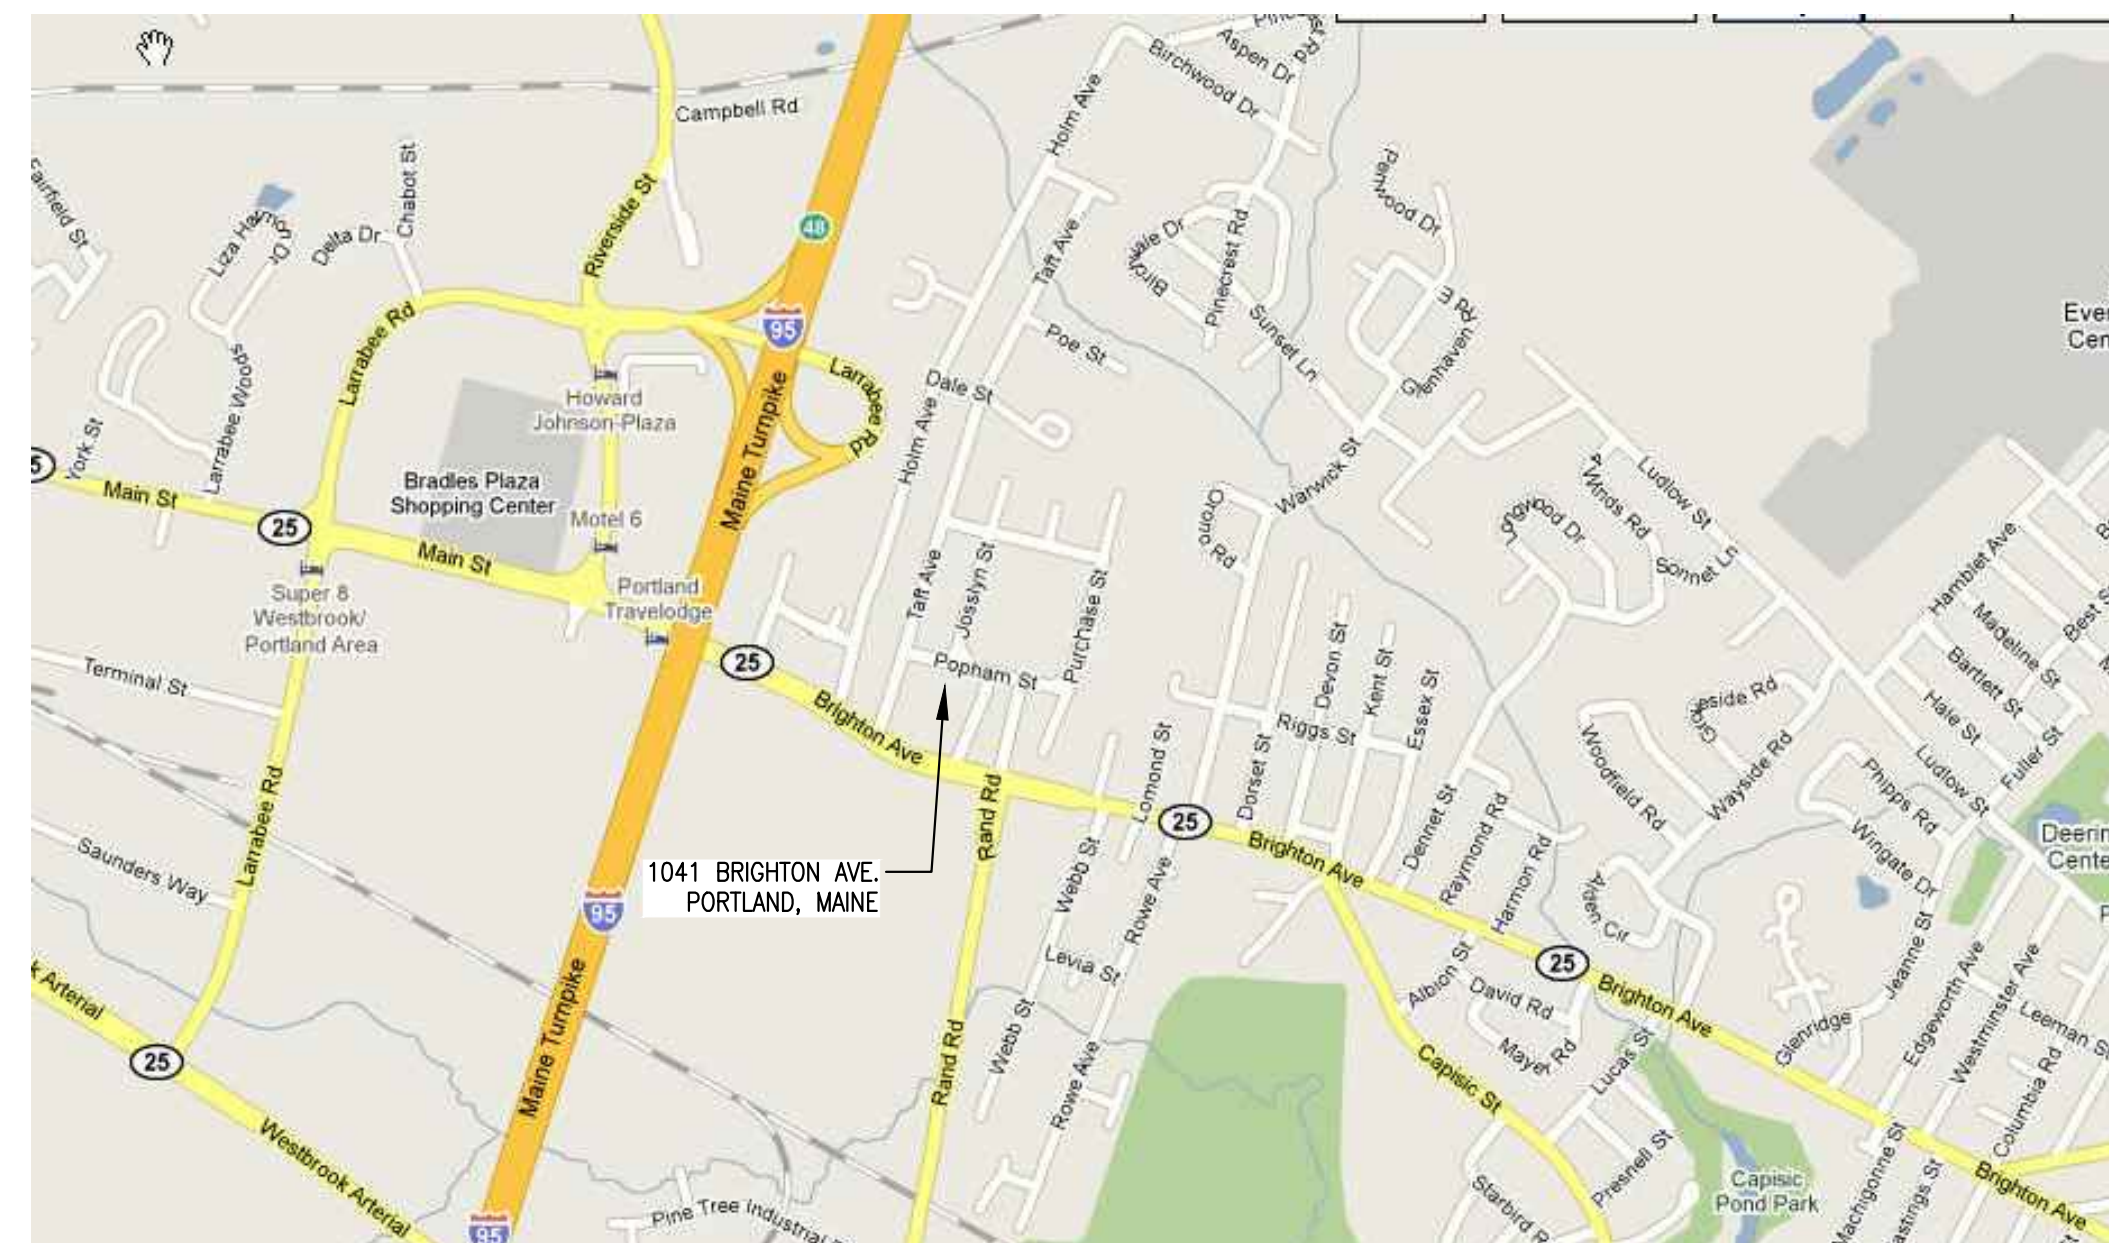 Campbell Rd
Birchwood Dr
Aspen Dr
Holm Ave
Fairfield St
Chabot St
Liza Harmon Dr
Delta Dr
Riverside St
48
Taft Ave
Pinecrest Rd
Larrabee Rd
95
Poe St
Sunset Ln
Glenhaven Rd E
Howard
Johnson-Plaza
Larrabee Rd
Dale St
Holm Ave
Maine Turnpike
York St
Larrabee Woods
Bradles Plaza
Shopping Center
Main St
25
Motel 6
Main St
Warwick St
Orono Rd
Ludlow St
Longwood Dr
Sonnet Ln
Super 8
Westbrook/
Portland Area
Portland
Travelodge
Taft Ave
Josslyn St
Purchase St
Popham St
25
Brighton Ave
Terminal St
Devon St
Kent St
Essex St
Riggs St
Dorset St
Lomond St
Hamblet Ave
Madeline St
Best S
Bartlett St
Hale St
Fuller St
Ludlow St
Wayside Rd
Woodfield Rd
Phipps Rd
Wingate Dr
Deerin
Cente
Larrabee Rd
Saunders Way
Rand Rd
Webb St
25
Brighton Ave
Rowe Ave
Dennet St
Raymond Rd
Harmon Rd
1041 BRIGHTON AVE.
PORTLAND, MAINE
95
Levia St
Albion St
David Rd
25
Brighton Ave
Alden Cir
Jeanne St
Edgeworth Ave
Westminster Ave
Leeman St
Glenridge
Columbia Rd
k Arterial
25
Maine Turnpike
Webb St
Rand Rd
Rowe Ave
Capisic St
Mayer Rd
Lucas St
Westbrook Arterial
Pine Tree Industrial
95
Presnell St
Starbird R
Capisic
Pond Park
Machigonne St
astings St
Brighton Ave